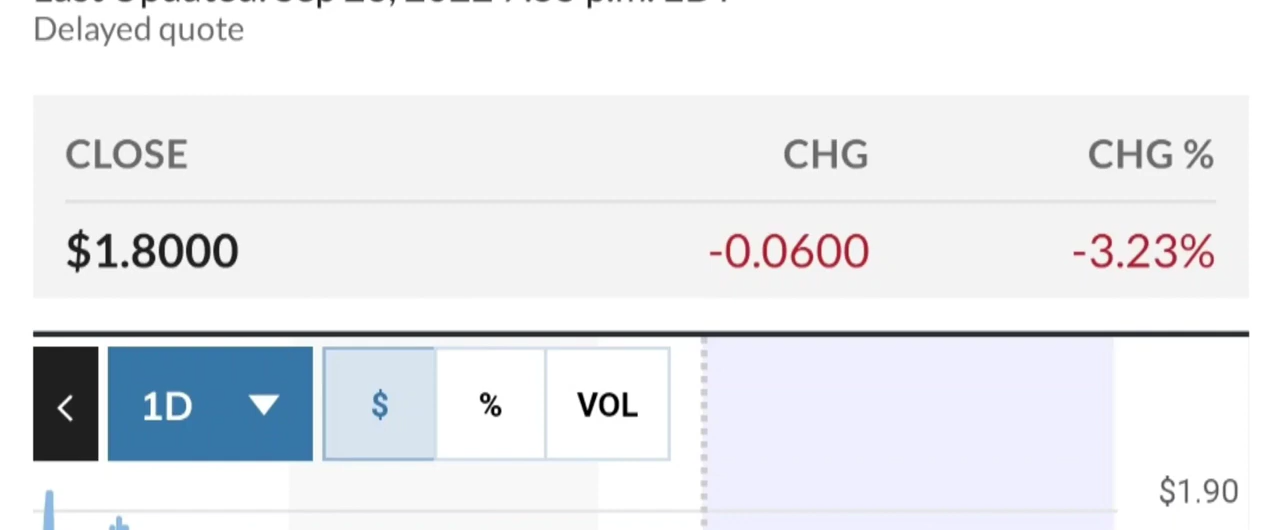 Delayed quote
CLOSE CHG CHG %
$1.8000 -0.0600 -3.23%
1D $ % VOL
$1.90